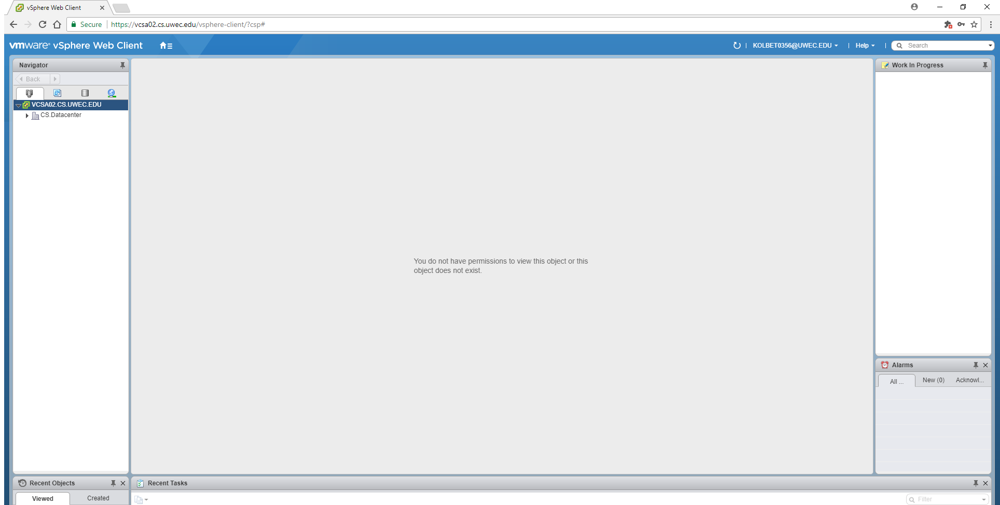 vSphere Web Client
Secure
https://vcsa02.cs.uwec.edu/vsphere-client/?csp#
vmware® vSphere Web Client
KOLBET0356@UWEC.EDU
Help
Search
Navigator
Back
VCSA02.CS.UWEC.EDU
CS.Datacenter
You do not have permissions to view this object or this
object does not exist.
Work In Progress
Alarms
All ...
New (0)
Acknowl...
Recent Objects
Viewed
Created
Recent Tasks
Filter